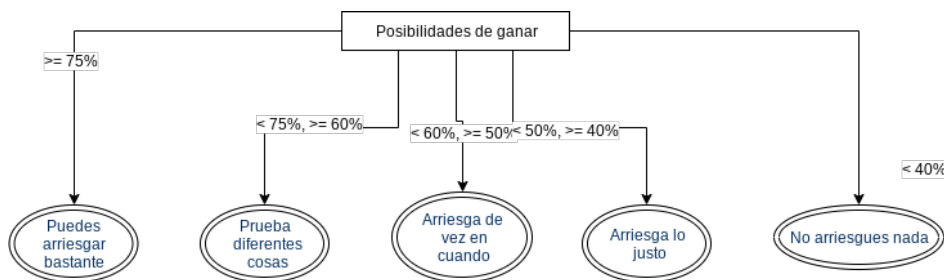 Posibilidades de ganar
>= 75%
< 75%, >= 60%
< 60%, >= 50%
< 50%, >= 40%
< 40%
Puedes
arriesgar
bastante
Prueba
diferentes
cosas
Arriesga de
vez en
cuando
Arriesga lo
justo
No arriesgues nada